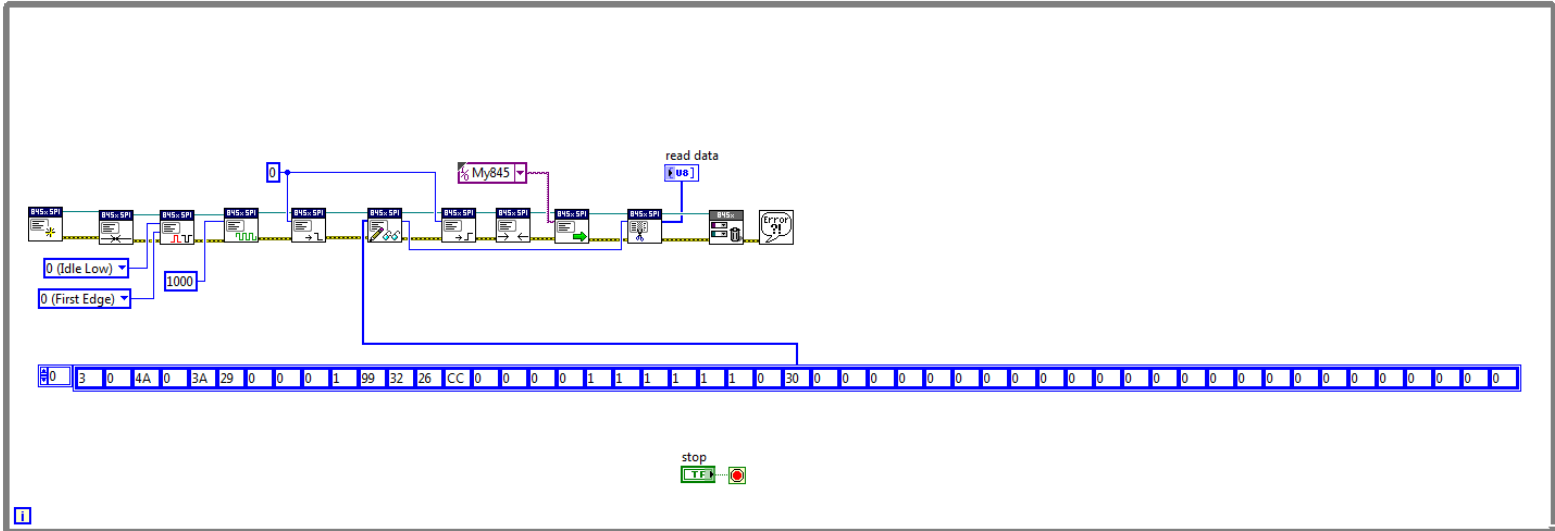 read data
0
I/O My845
U8]
845x SPI 845x SPI 845x SPI 845x SPI 845x SPI 845x SPI 845x SPI 845x SPI 845x SPI 845x SPI 845x
Error ?!
0 (Idle Low)
1000
0 (First Edge)
0 3 0 4A 0 3A 29 0 0 0 1 99 32 26 CC 0 0 0 0 1 1 1 1 1 1 0 30 0 0 0 0 0 0 0 0 0 0 0 0 0 0 0 0 0 0 0 0 0 0 0 0 0
stop
TF
i